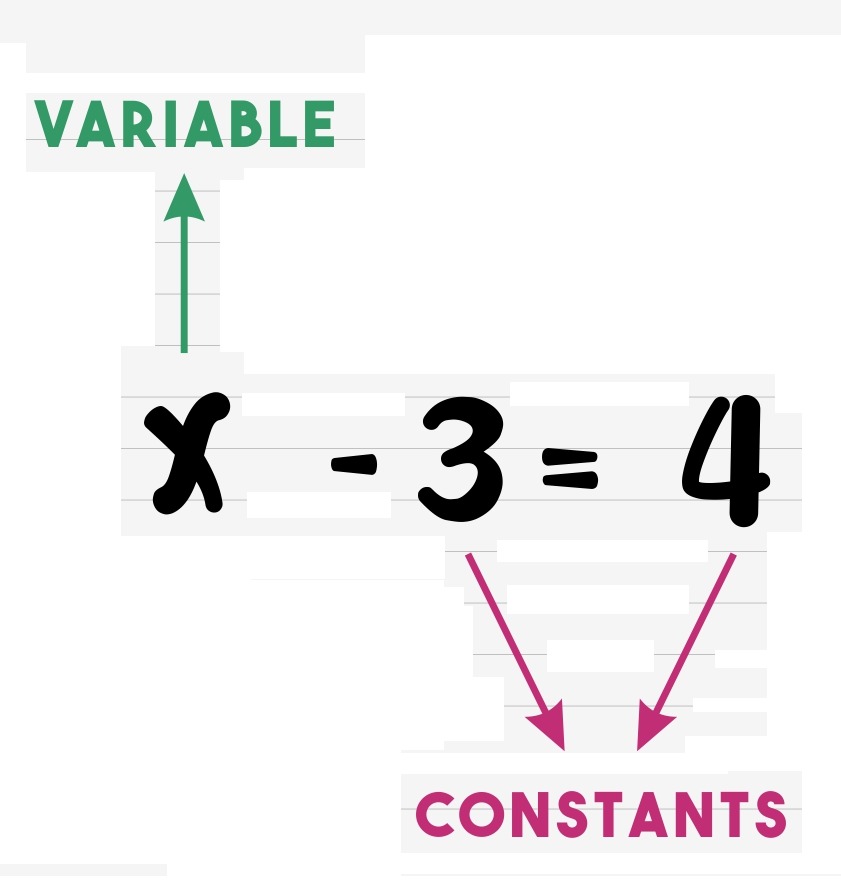 VARIABLE
x - 3 = 4
CONSTANTS